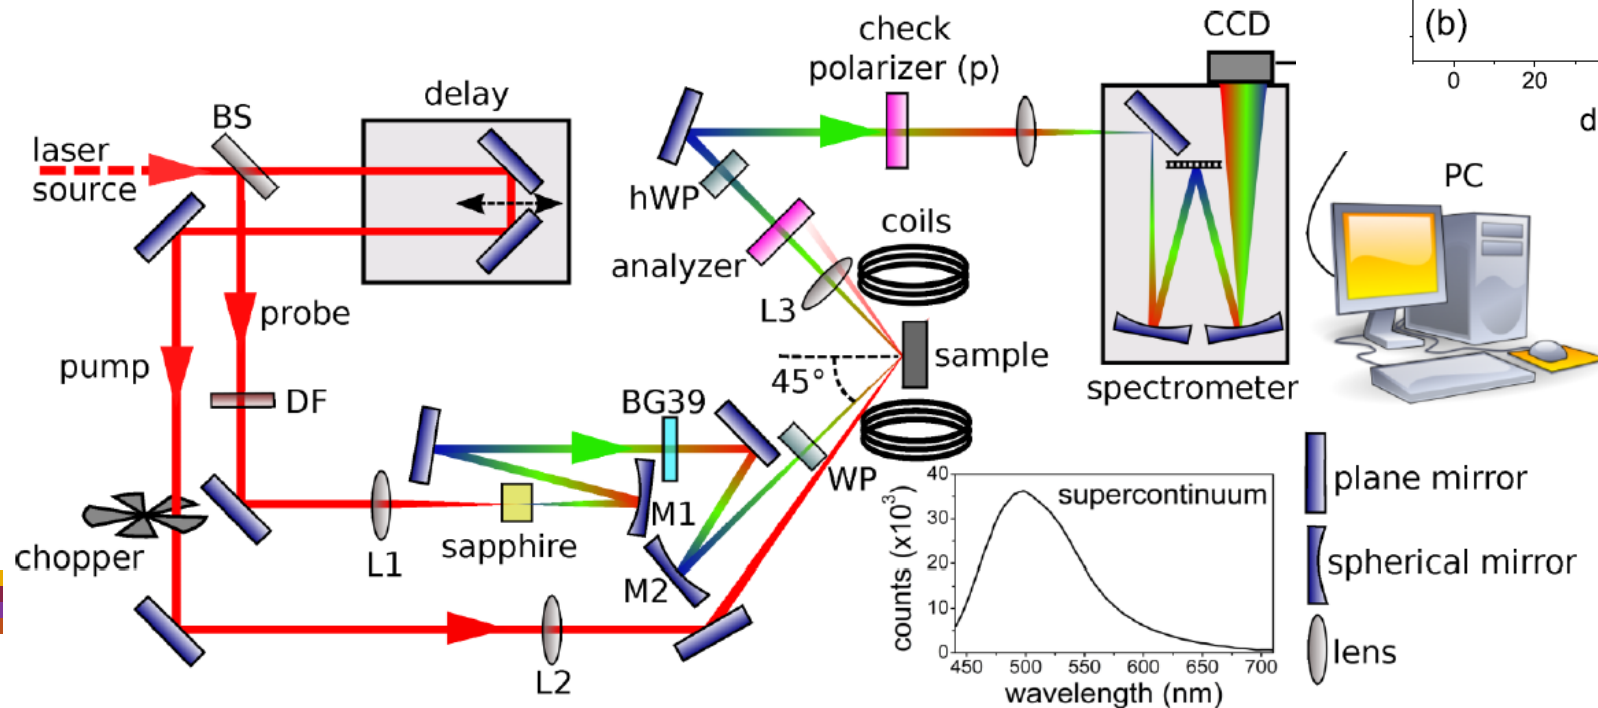 CCD
(b)
0 20
d
check
polarizer (p)
delay
BS
laser
source
hWP
analyzer
L3
coils
PC
probe
pump
DF
45°
sample
spectrometer
BG39
WP
M1
M2
plane mirror
chopper
L1
sapphire
L2
spherical mirror
lens
supercontinuum
counts (x10³)
40
30
20
10
0
450 500 550 600 650 700
wavelength (nm)